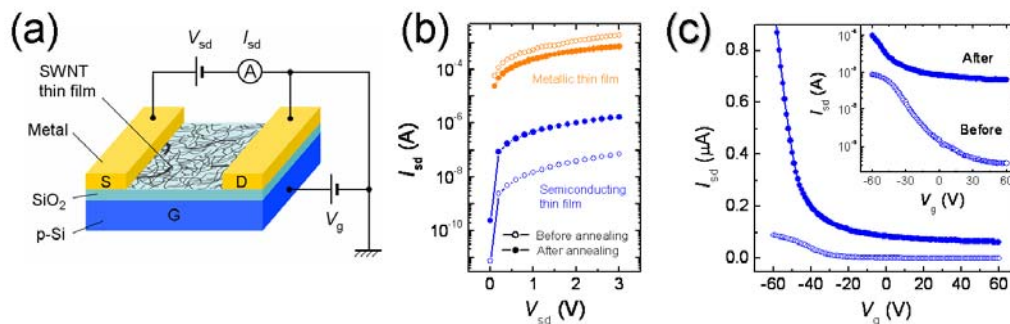 (a)
V_sd
I_sd
A
SWNT
thin film
Metal
S
D
SiO₂
G
p-Si
V_g
(b)
I_sd (A)
10⁻²
10⁻⁴
10⁻⁶
10⁻⁸
10⁻¹⁰
Metallic thin film
Semiconducting
thin film
Before annealing
After annealing
0 1 2 3
V_sd (V)
(c)
I_sd (μA)
0.8
0.6
0.4
0.2
0.0
-60 -40 -20 0 20 40 60
V_g (V)
I_sd (A)
After
Before
-60 -30 0 30 60
V_g (V)